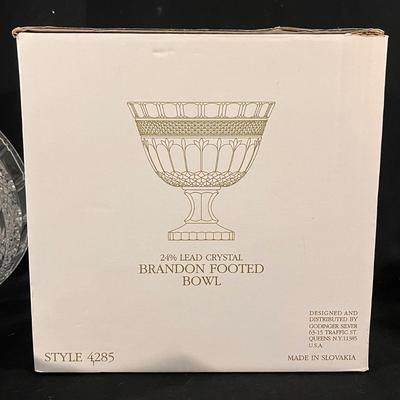 24% LEAD CRYSTAL
BRANDON FOOTED
BOWL
DESIGNED AND
DISTRIBUTED BY
GODINGER SILVER
63-15 TRAFFIC ST.
QUEENS N.Y. 11385
U.S.A.
STYLE 4285
MADE IN SLOVAKIA